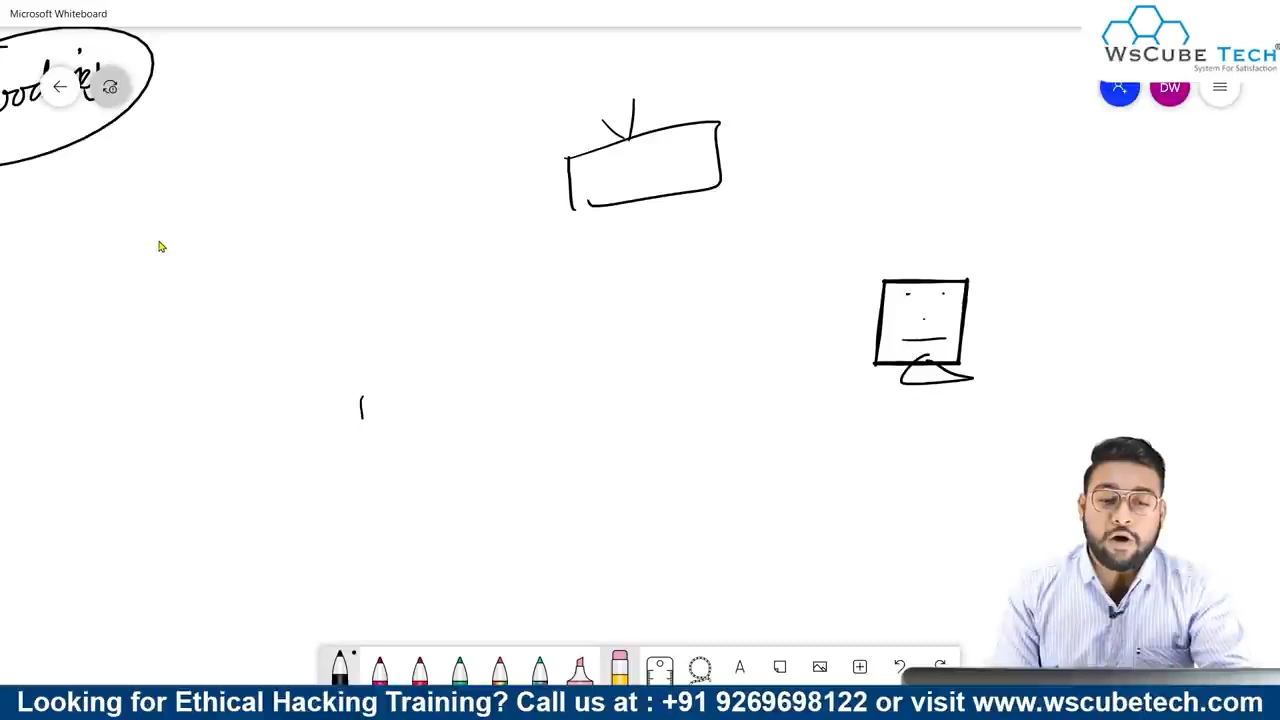 Microsoft Whiteboard
WSCUBE TECH®
System For Satisfaction
DW
A
Looking for Ethical Hacking Training? Call us at : +91 9269698122 or visit www.wscubetech.com